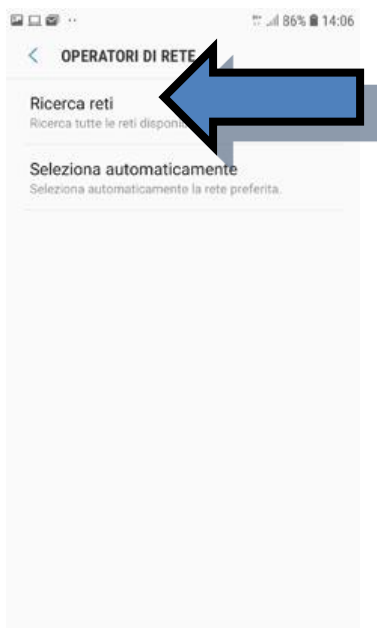 86% 14:06
OPERATORI DI RETE
Ricerca reti
Ricerca tutte le reti
Seleziona automaticamente
Seleziona automaticamente la rete preferita.